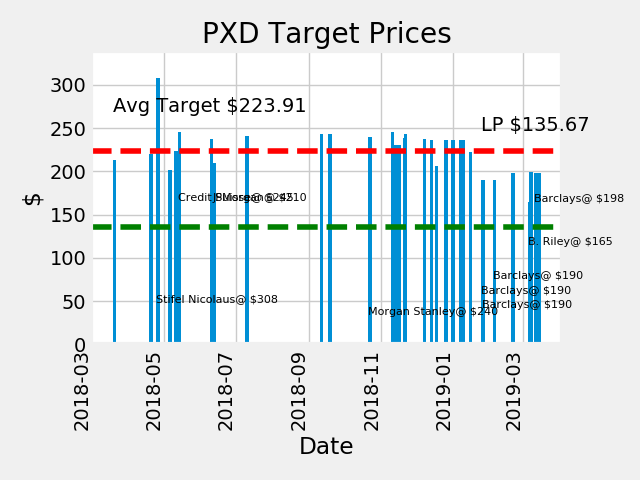 PXD Target Prices
300
250
200
150
100
50
0
$
Avg Target $223.91
LP $135.67
Credit Suisse@ $245
JPMorgan@ $210
Barclays@ $198
B. Riley@ $165
Barclays@ $190
Barclays@ $190
Barclays@ $190
Stifel Nicolaus@ $308
Morgan Stanley@ $240
2018-03
2018-05
2018-07
2018-09
2018-11
2019-01
2019-03
Date